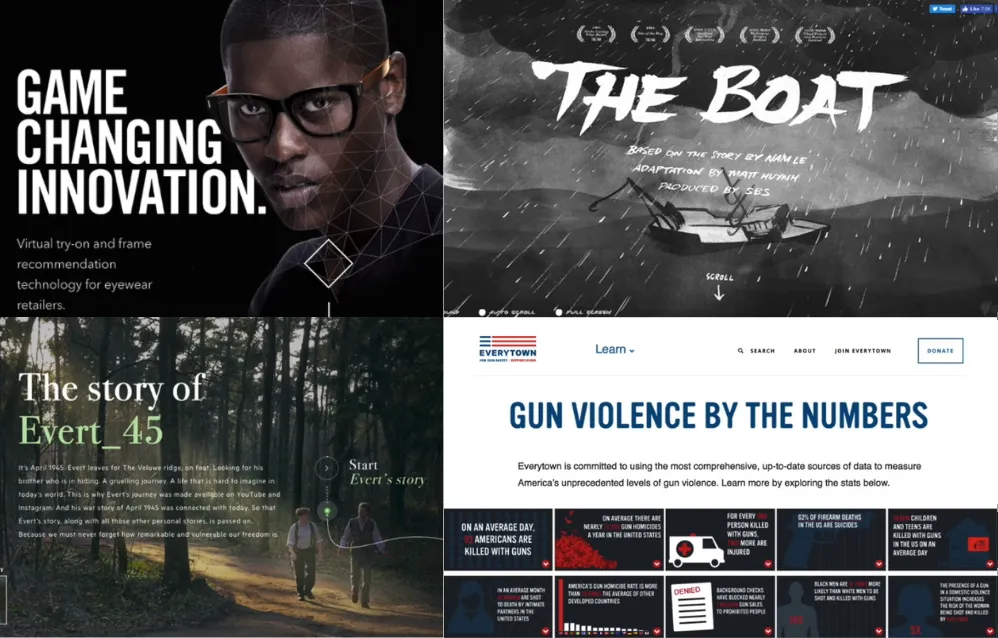 GAME
CHANGING
INNOVATION.
Virtual try-on and frame
recommendation
technology for eyewear
retailers.
Tweet
Like
THE BOAT
BASED ON THE STORY BY NAM LE
ADAPTATION BY MATT HUYNH
PRODUCED BY SBS
SCROLL
AUTO SCROLL
FULL SCREEN
The story of
Evert_45
It's April 1945. Evert leaves for The Veluwe ridge, on foot. Looking for his
brother who is in hiding. A gruelling journey. A life that is hard to imagine in
today's world. This is why Evert's journey was made available on YouTube and
Instagram. And his war story of April 1945 was connected with today. So that
Evert's story, along with all those other personal stories, is passed on.
Because we must never forget how remarkable and vulnerable our freedom is
Start
Evert's story
EVERYTOWN
Learn
SEARCH
ABOUT
JOIN EVERYTOWN
DONATE
GUN VIOLENCE BY THE NUMBERS
Everytown is committed to using the most comprehensive, up-to-date sources of data to measure
America's unprecedented levels of gun violence. Learn more by exploring the stats below.
ON AN AVERAGE DAY,
93 AMERICANS ARE
KILLED WITH GUNS
ON AVERAGE THERE ARE
NEARLY
GUN HOMICIDES
A YEAR IN THE UNITED STATES
FOR EVERY
PERSON KILLED
WITH GUNS,
MORE ARE
INJURED
62% OF FIREARM DEATHS
IN THE US ARE SUICIDES
SEVEN CHILDREN
AND TEENS ARE
KILLED WITH GUNS
IN THE US ON AN
AVERAGE DAY
IN AN AVERAGE MONTH
ARE SHOT
TO DEATH BY INTIMATE
PARTNERS IN THE
UNITED STATES
AMERICA'S GUN HOMICIDE RATE IS MORE
THAN
THE AVERAGE OF OTHER
DEVELOPED COUNTRIES
DENIED
BACKGROUND CHECKS
HAVE BLOCKED NEARLY
GUN SALES
TO PROHIBITED PEOPLE
BLACK MEN ARE
MORE
LIKELY THAN WHITE MEN TO BE
SHOT AND KILLED WITH GUNS
THE PRESENCE OF A GUN
IN A DOMESTIC VIOLENCE
SITUATION INCREASES
THE RISK OF THE WOMAN
BEING SHOT AND KILLED